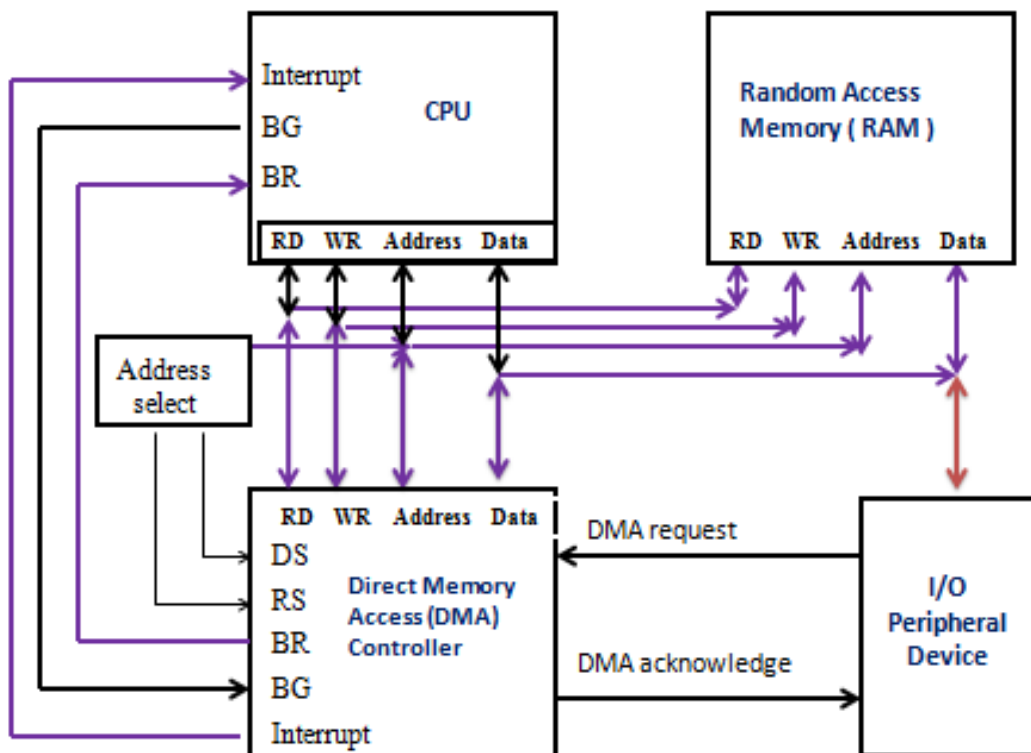 Interrupt
CPU
BG
BR
RD WR Address Data
Random Access
Memory ( RAM )
RD WR Address Data
Address
select
RD WR Address Data
DS
RS
BR
BG
Interrupt
Direct Memory
Access (DMA)
Controller
DMA request
DMA acknowledge
I/O
Peripheral
Device